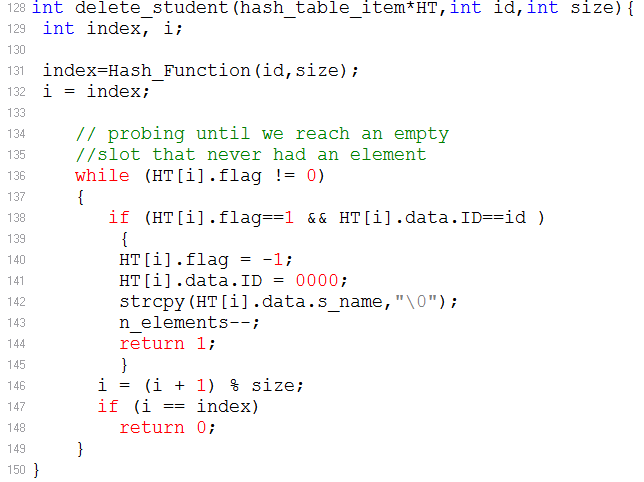 128 int delete_student(hash_table_item*HT,int id,int size){
129  int index, i;
130
131  index=Hash_Function(id,size);
132  i = index;
133
134     // probing until we reach an empty
135     //slot that never had an element
136     while (HT[i].flag != 0)
137     {
138        if (HT[i].flag==1 && HT[i].data.ID==id )
139         {
140         HT[i].flag = -1;
141         HT[i].data.ID = 0000;
142         strcpy(HT[i].data.s_name,"\0");
143         n_elements--;
144         return 1;
145         }
146       i = (i + 1) % size;
147       if (i == index)
148         return 0;
149     }
150 }